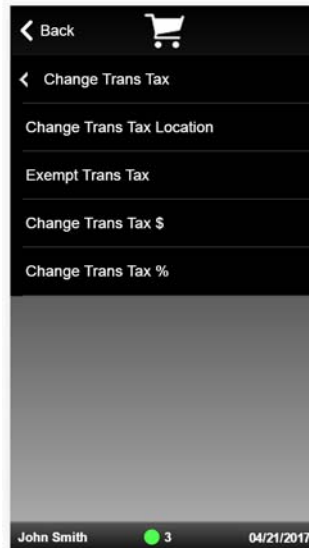 Back
Change Trans Tax
Change Trans Tax Location
Exempt Trans Tax
Change Trans Tax $
Change Trans Tax %
John Smith 3 04/21/2017